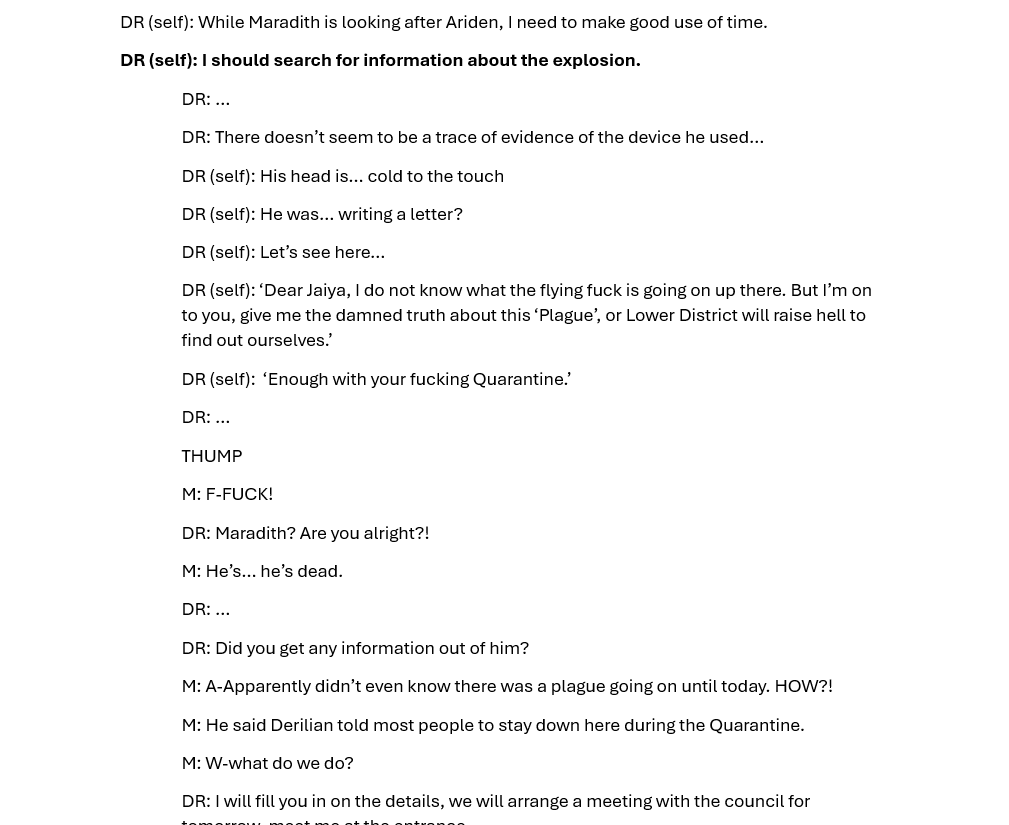 DR (self): While Maradith is looking after Ariden, I need to make good use of time.
DR (self): I should search for information about the explosion.
DR: ...
DR: There doesn’t seem to be a trace of evidence of the device he used...
DR (self): His head is... cold to the touch
DR (self): He was... writing a letter?
DR (self): Let’s see here...
DR (self): ‘Dear Jaiya, I do not know what the flying fuck is going on up there. But I’m on
to you, give me the damned truth about this ‘Plague’, or Lower District will raise hell to
find out ourselves.’
DR (self):  ‘Enough with your fucking Quarantine.’
DR: ...
THUMP
M: F-FUCK!
DR: Maradith? Are you alright?!
M: He’s... he’s dead.
DR: ...
DR: Did you get any information out of him?
M: A-Apparently didn’t even know there was a plague going on until today. HOW?!
M: He said Derilian told most people to stay down here during the Quarantine.
M: W-what do we do?
DR: I will fill you in on the details, we will arrange a meeting with the council for
tomorrow, meet me at the entrance